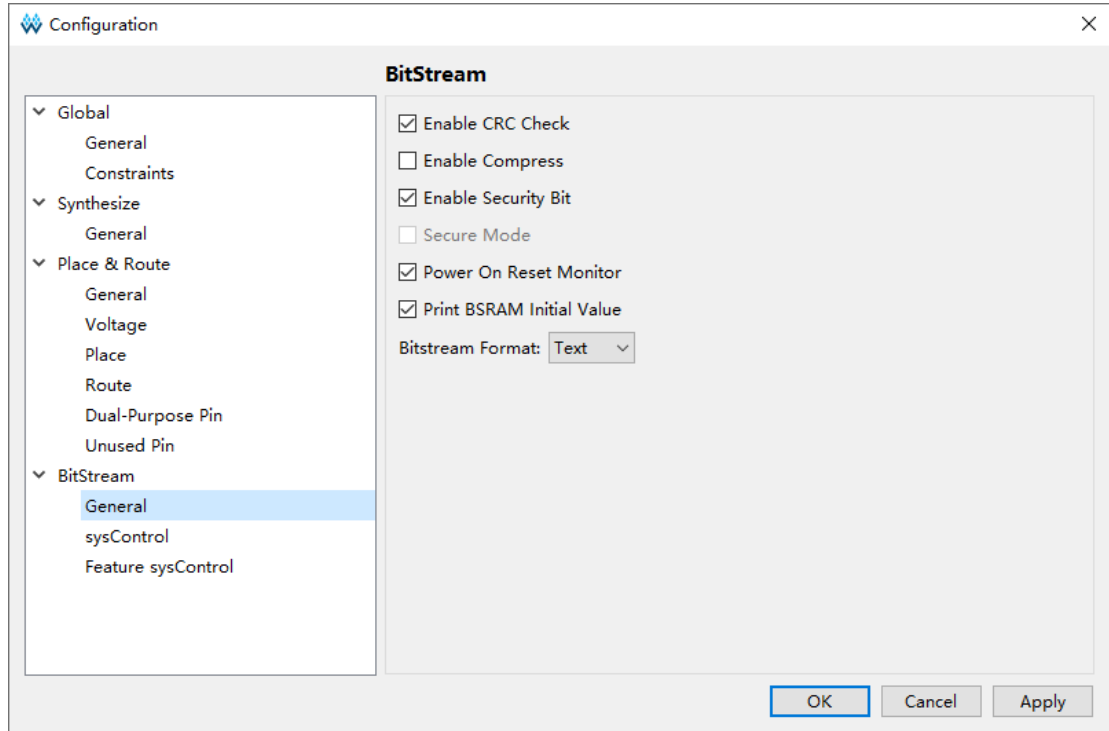 Configuration
BitStream
Global
General
Constraints
Synthesize
General
Place & Route
General
Voltage
Place
Route
Dual-Purpose Pin
Unused Pin
BitStream
General
sysControl
Feature sysControl
Enable CRC Check
Enable Compress
Enable Security Bit
Secure Mode
Power On Reset Monitor
Print BSRAM Initial Value
Bitstream Format: Text
OK Cancel Apply